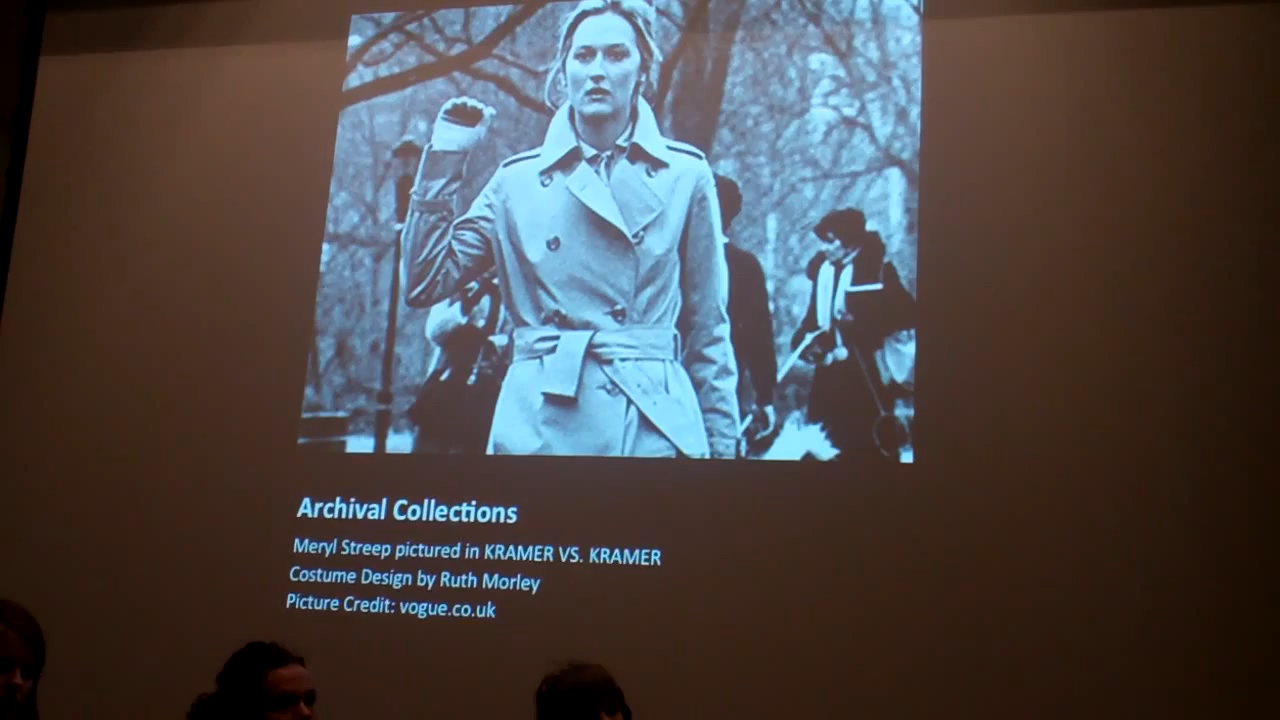 Archival Collections
Meryl Streep pictured in KRAMER VS. KRAMER
Costume Design by Ruth Morley
Picture Credit: vogue.co.uk